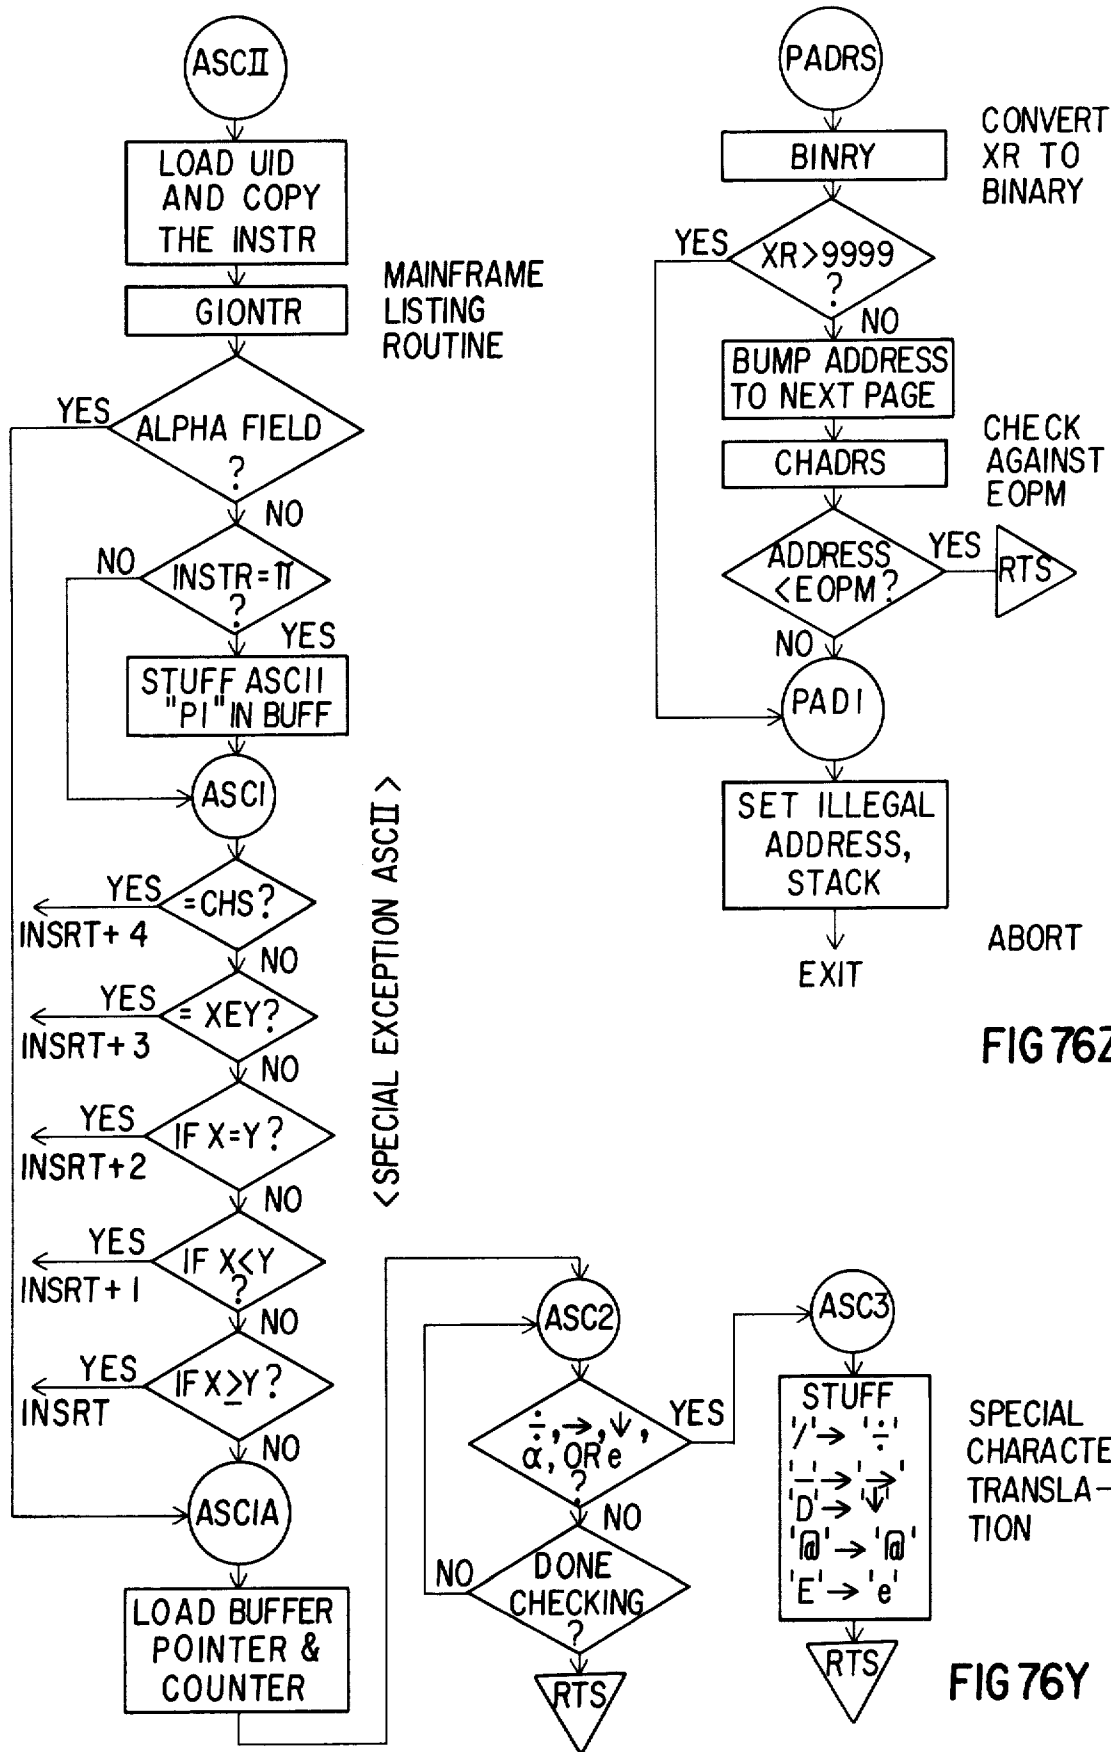 ASCII
LOAD UID
AND COPY
THE INSTR
GIONTR
MAINFRAME
LISTING
ROUTINE
YES
ALPHA FIELD
?
NO
NO
INSTR=π
?
YES
STUFF ASCII
"PI" IN BUFF
ASC1
<SPECIAL EXCEPTION ASCII>
YES
=CHS?
INSRT+4
NO
YES
=XEY?
INSRT+3
NO
YES
IF X=Y?
INSRT+2
NO
YES
IF X<Y
?
INSRT+1
NO
YES
IF X≥Y?
INSRT
NO
ASC1A
LOAD BUFFER
POINTER &
COUNTER
ASC2
÷,→,↓,
α, OR e
?
YES
NO
NO
DONE
CHECKING
?
RTS
ASC3
STUFF
'/'→'÷'
'_'→'→'
'D'→'↓'
'@'→'@'
'E'→'e'
RTS
SPECIAL
CHARACTE
TRANSLA-
TION
FIG 76Y
PADRS
BINRY
CONVERT
XR TO
BINARY
YES
XR>9999
?
NO
BUMP ADDRESS
TO NEXT PAGE
CHADRS
CHECK
AGAINST
EOPM
ADDRESS
<EOPM?
YES
RTS
NO
PAD1
SET ILLEGAL
ADDRESS,
STACK
EXIT
ABORT
FIG 76Z